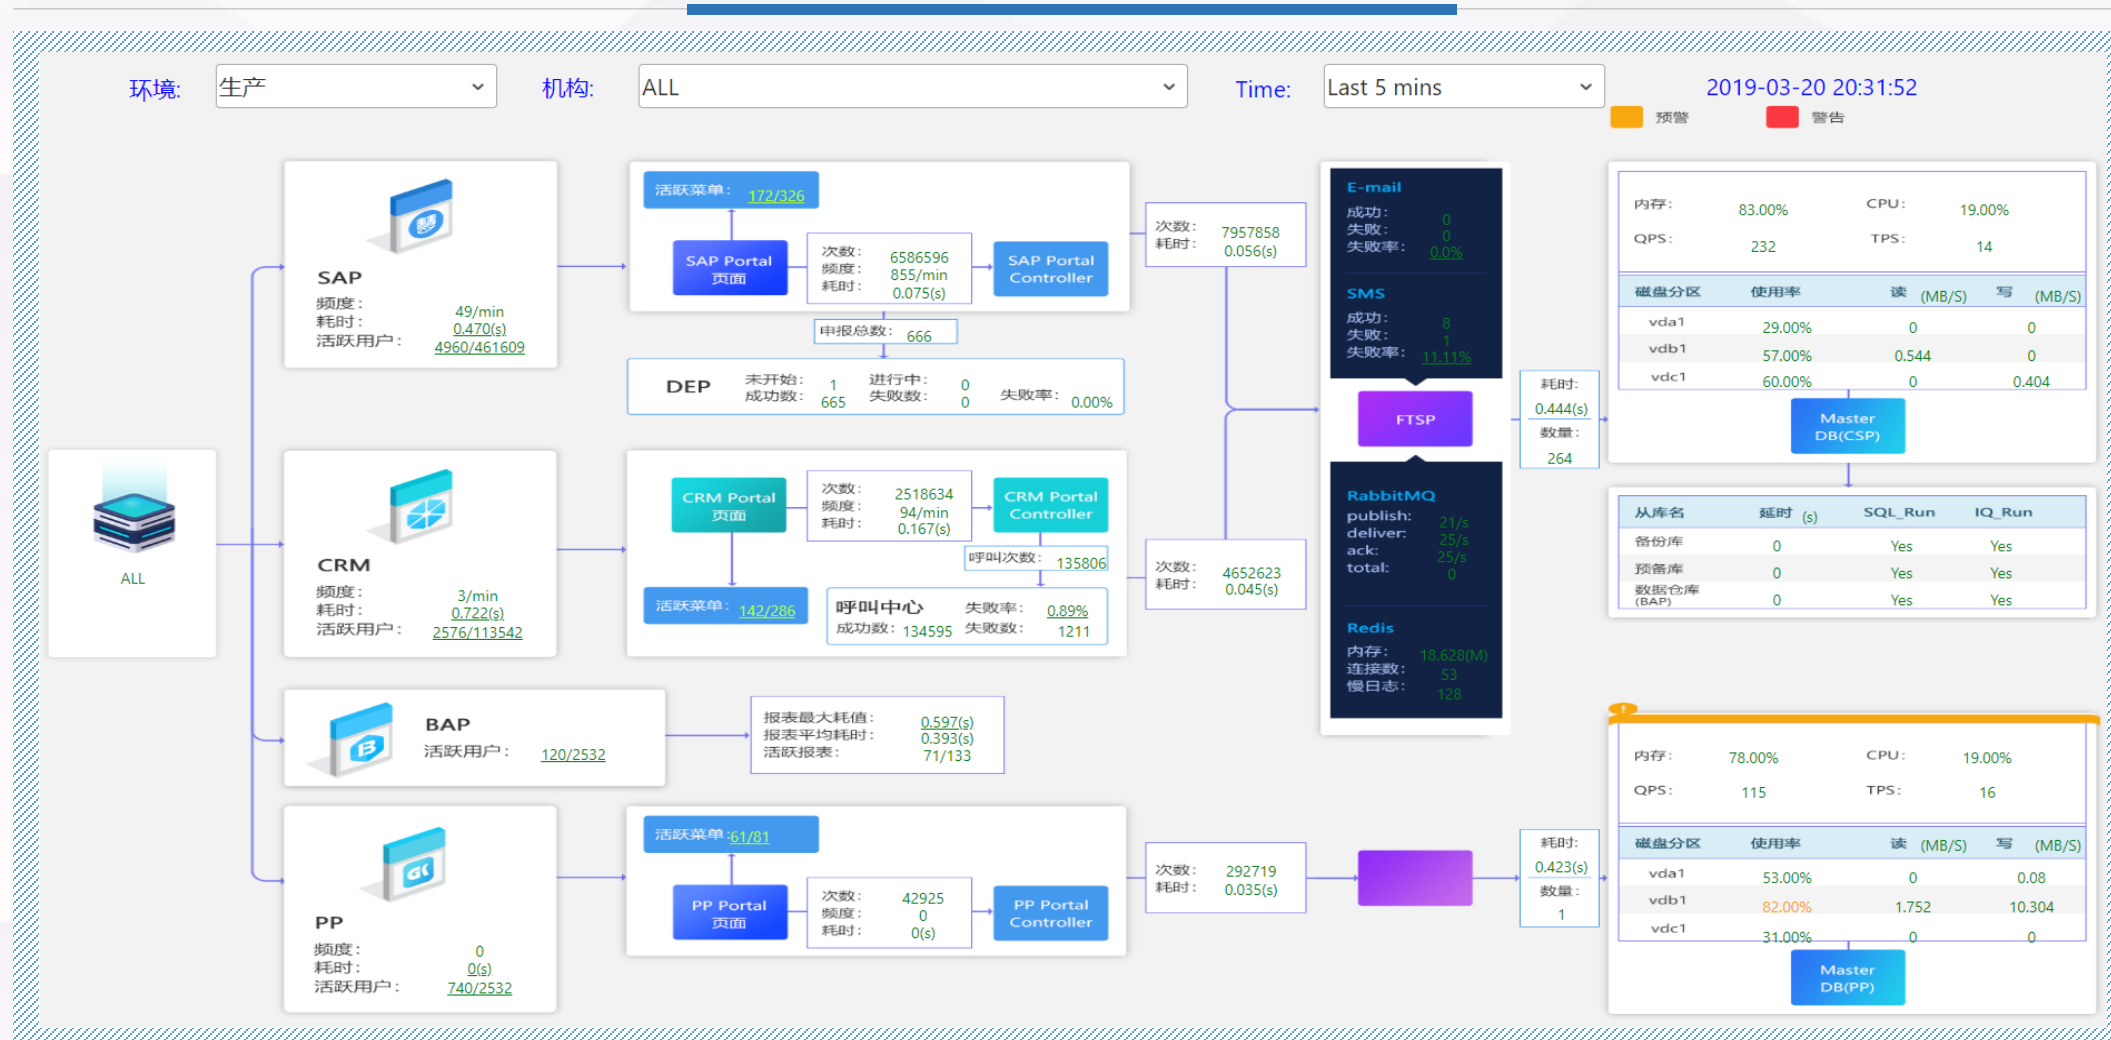 环境: 生产 机构: ALL Time: Last 5 mins 2019-03-20 20:31:52
预警 警告
ALL
SAP
频度: 49/min
耗时: 0.470(s)
活跃用户: 4960/461609
活跃菜单: 172/326
SAP Portal
页面
次数: 6586596
频度: 855/min
耗时: 0.075(s)
SAP Portal
Controller
申报总数: 666
DEP
未开始: 1 进行中: 0
成功数: 665 失败数: 0
失败率: 0.00%
次数: 7957858
耗时: 0.056(s)
CRM
频度: 3/min
耗时: 0.722(s)
活跃用户: 2576/113542
CRM Portal
页面
次数: 2518634
频度: 94/min
耗时: 0.167(s)
CRM Portal
Controller
呼叫次数: 135806
活跃菜单: 142/286
呼叫中心 失败率: 0.89%
成功数: 134595 失败数: 1211
次数: 4652623
耗时: 0.045(s)
BAP
活跃用户: 120/2532
报表最大耗值: 0.597(s)
报表平均耗时: 0.393(s)
活跃报表: 71/133
PP
频度: 0
耗时: 0(s)
活跃用户: 740/2532
活跃菜单:61/81
PP Portal
页面
次数: 42925
频度: 0
耗时: 0(s)
PP Portal
Controller
次数: 292719
耗时: 0.035(s)
E-mail
成功: 0
失败: 0
失败率: 0.0%
SMS
成功: 8
失败: 1
失败率: 11.11%
FTSP
RabbitMQ
publish: 21/s
deliver: 25/s
ack: 25/s
total: 0
Redis
内存: 18.628(M)
连接数: 53
慢日志: 128
耗时:
0.444(s)
数量:
264
内存: 83.00% CPU: 19.00%
QPS: 232 TPS: 14
磁盘分区 使用率 读 (MB/S) 写 (MB/S)
vda1 29.00% 0 0
vdb1 57.00% 0.544 0
vdc1 60.00% 0 0.404
Master
DB(CSP)
从库名 延时 (s) SQL_Run IQ_Run
备份库 0 Yes Yes
预备库 0 Yes Yes
数据仓库
(BAP) 0 Yes Yes
耗时:
0.423(s)
数量:
1
内存: 78.00% CPU: 19.00%
QPS: 115 TPS: 16
磁盘分区 使用率 读 (MB/S) 写 (MB/S)
vda1 53.00% 0 0.08
vdb1 82.00% 1.752 10.304
vdc1 31.00% 0 0
Master
DB(PP)